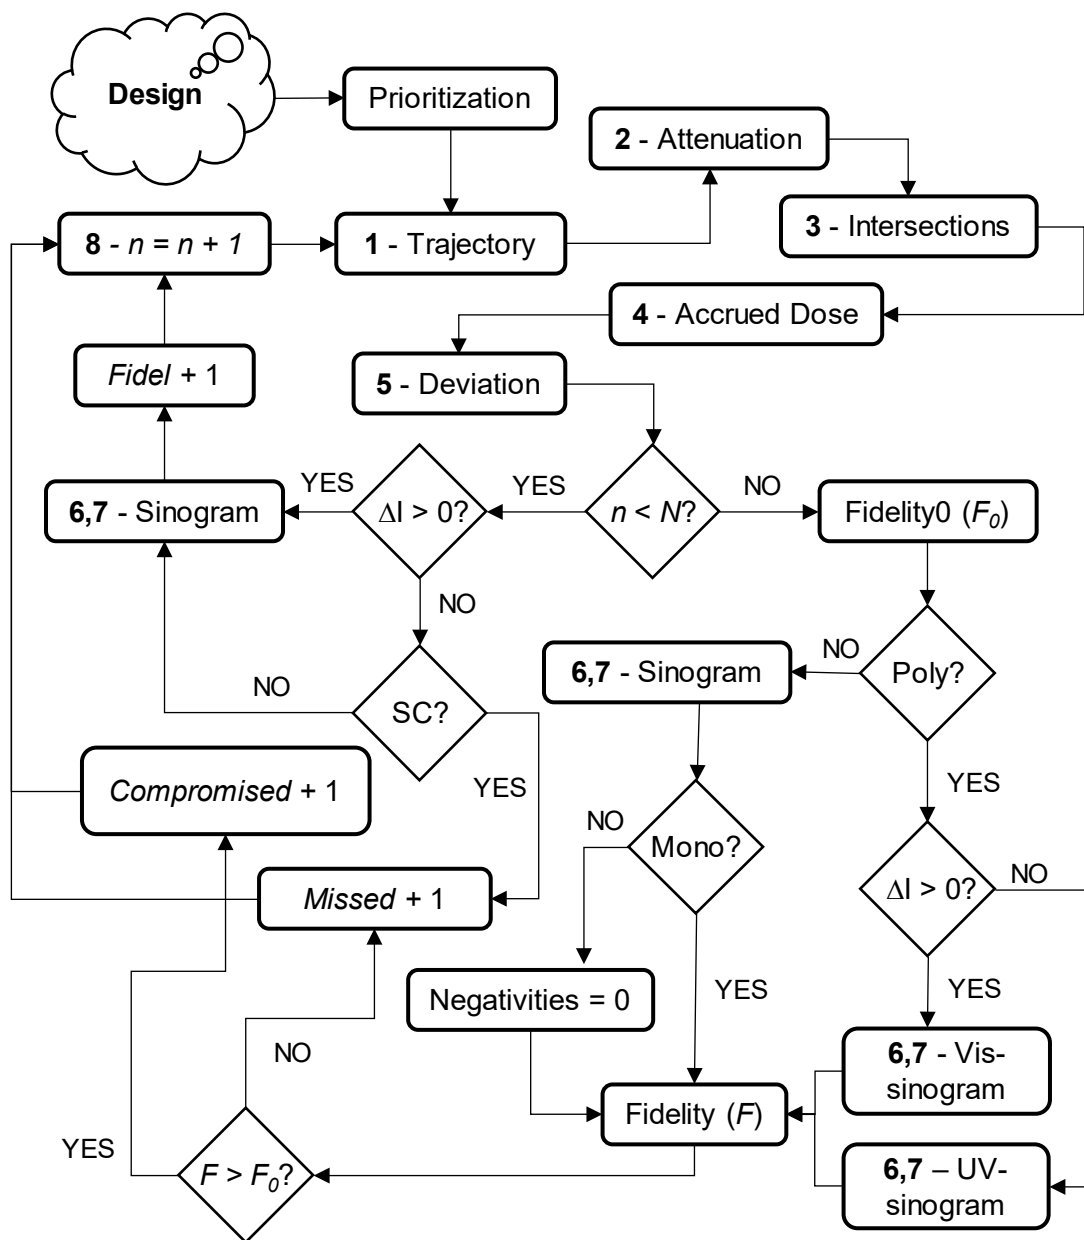 Design
Prioritization
2 - Attenuation
8 - n = n + 1
1 - Trajectory
3 - Intersections
4 - Accrued Dose
Fidel + 1
5 - Deviation
YES
YES
NO
6,7 - Sinogram
ΔI > 0?
n < N?
Fidelity0 (F₀)
NO
NO
6,7 - Sinogram
Poly?
NO
SC?
YES
YES
Compromised + 1
NO
Mono?
ΔI > 0?
NO
Missed + 1
YES
YES
Negativities = 0
NO
6,7 - Vis-
sinogram
Fidelity (F)
YES
F > F₀?
6,7 – UV-
sinogram